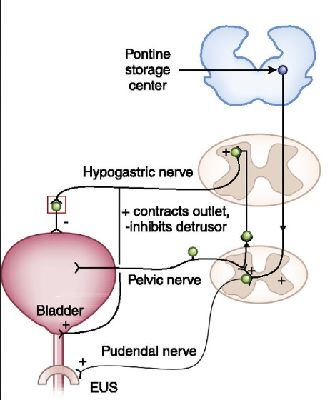 Pontine
storage
center
+
Hypogastric nerve
-
+ contracts outlet,
-inhibits detrusor
+
+
Pelvic nerve
Bladder
+
Pudendal nerve
+
EUS